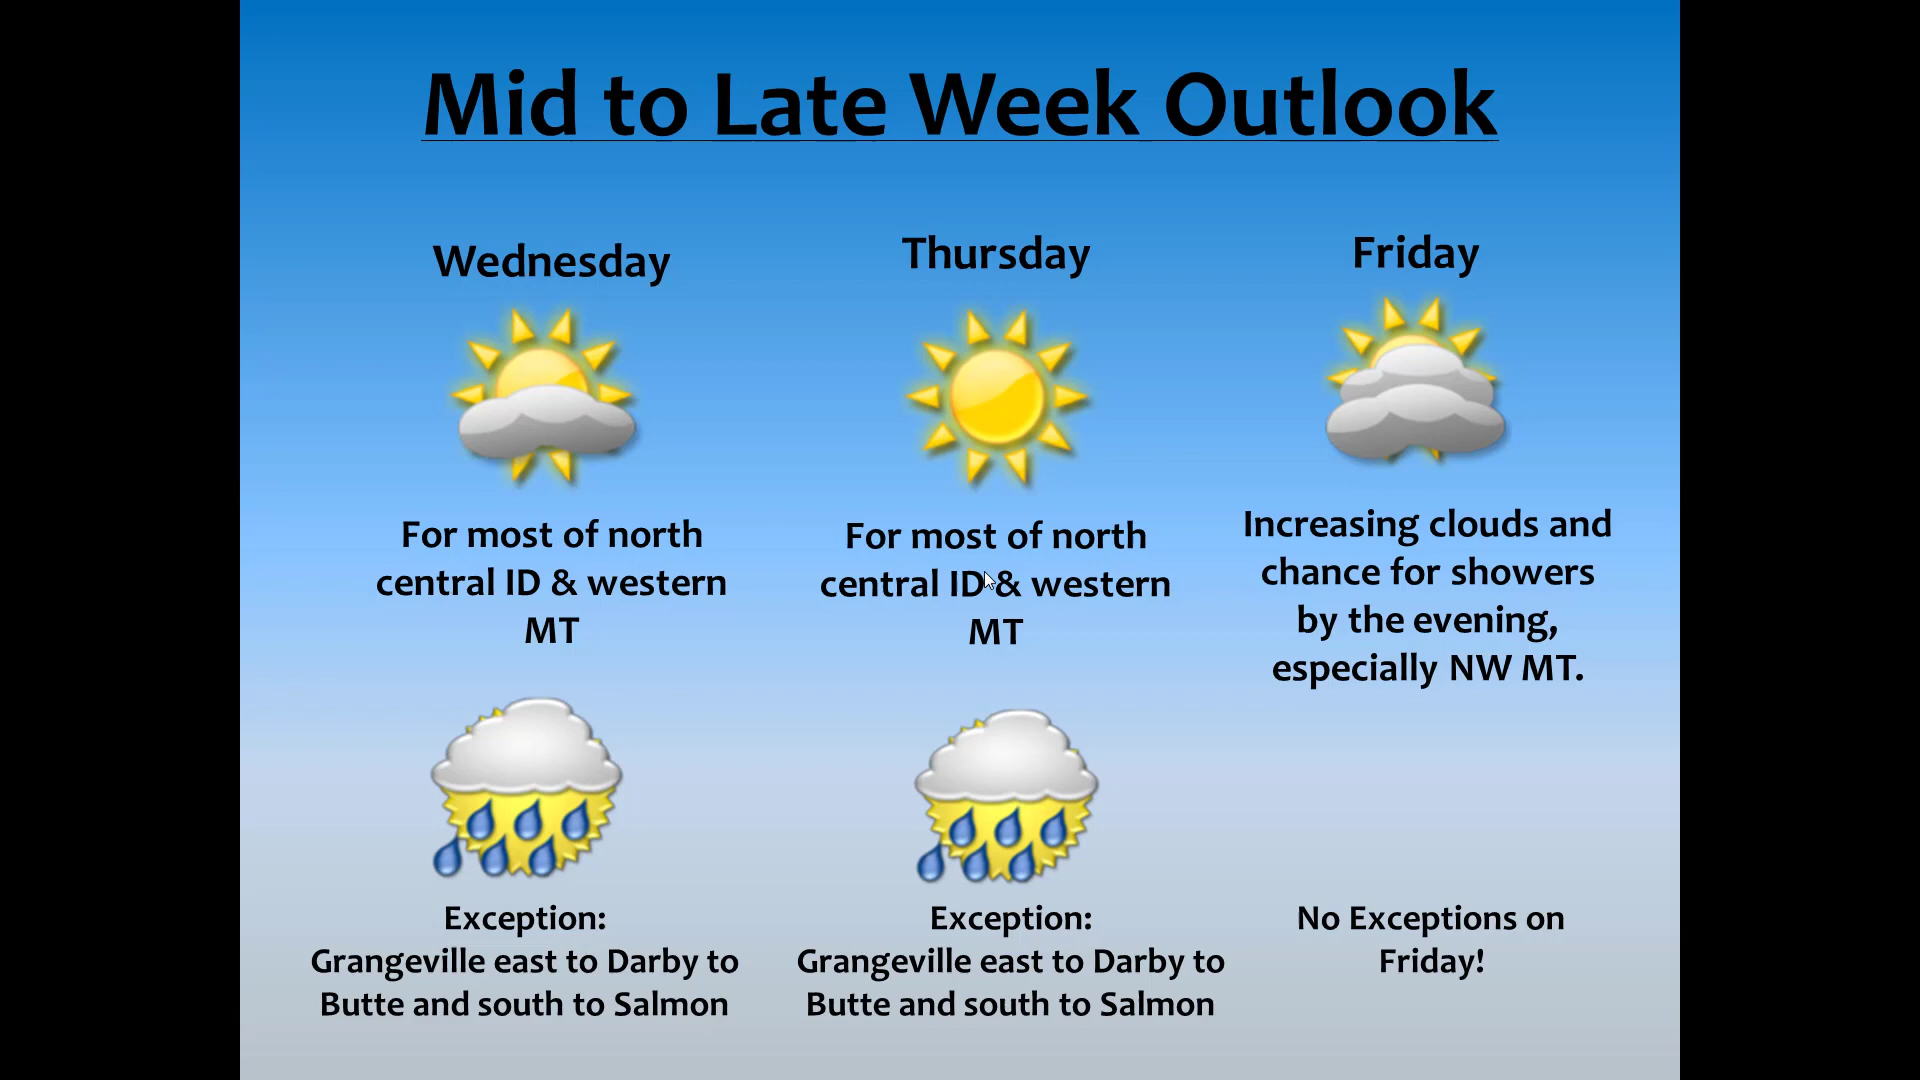 Mid to Late Week Outlook
Wednesday
For most of north
central ID & western
MT
Exception:
Grangeville east to Darby to
Butte and south to Salmon
Thursday
For most of north
central ID & western
MT
Exception:
Grangeville east to Darby to
Butte and south to Salmon
Friday
Increasing clouds and
chance for showers
by the evening,
especially NW MT.
No Exceptions on
Friday!